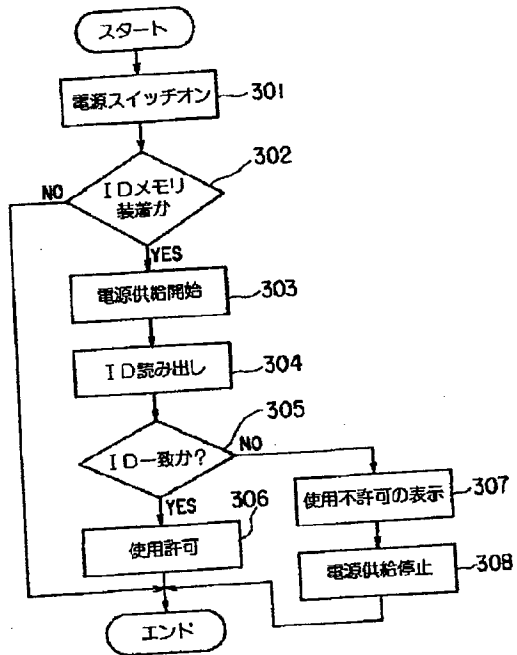 スタート
電源スイッチオン
301
302
NO
IDメモリ
装着か
YES
電源供給開始
303
ID読み出し
304
305
ID一致か?
NO
YES
306
使用許可
使用不許可の表示
307
電源供給停止
308
エンド